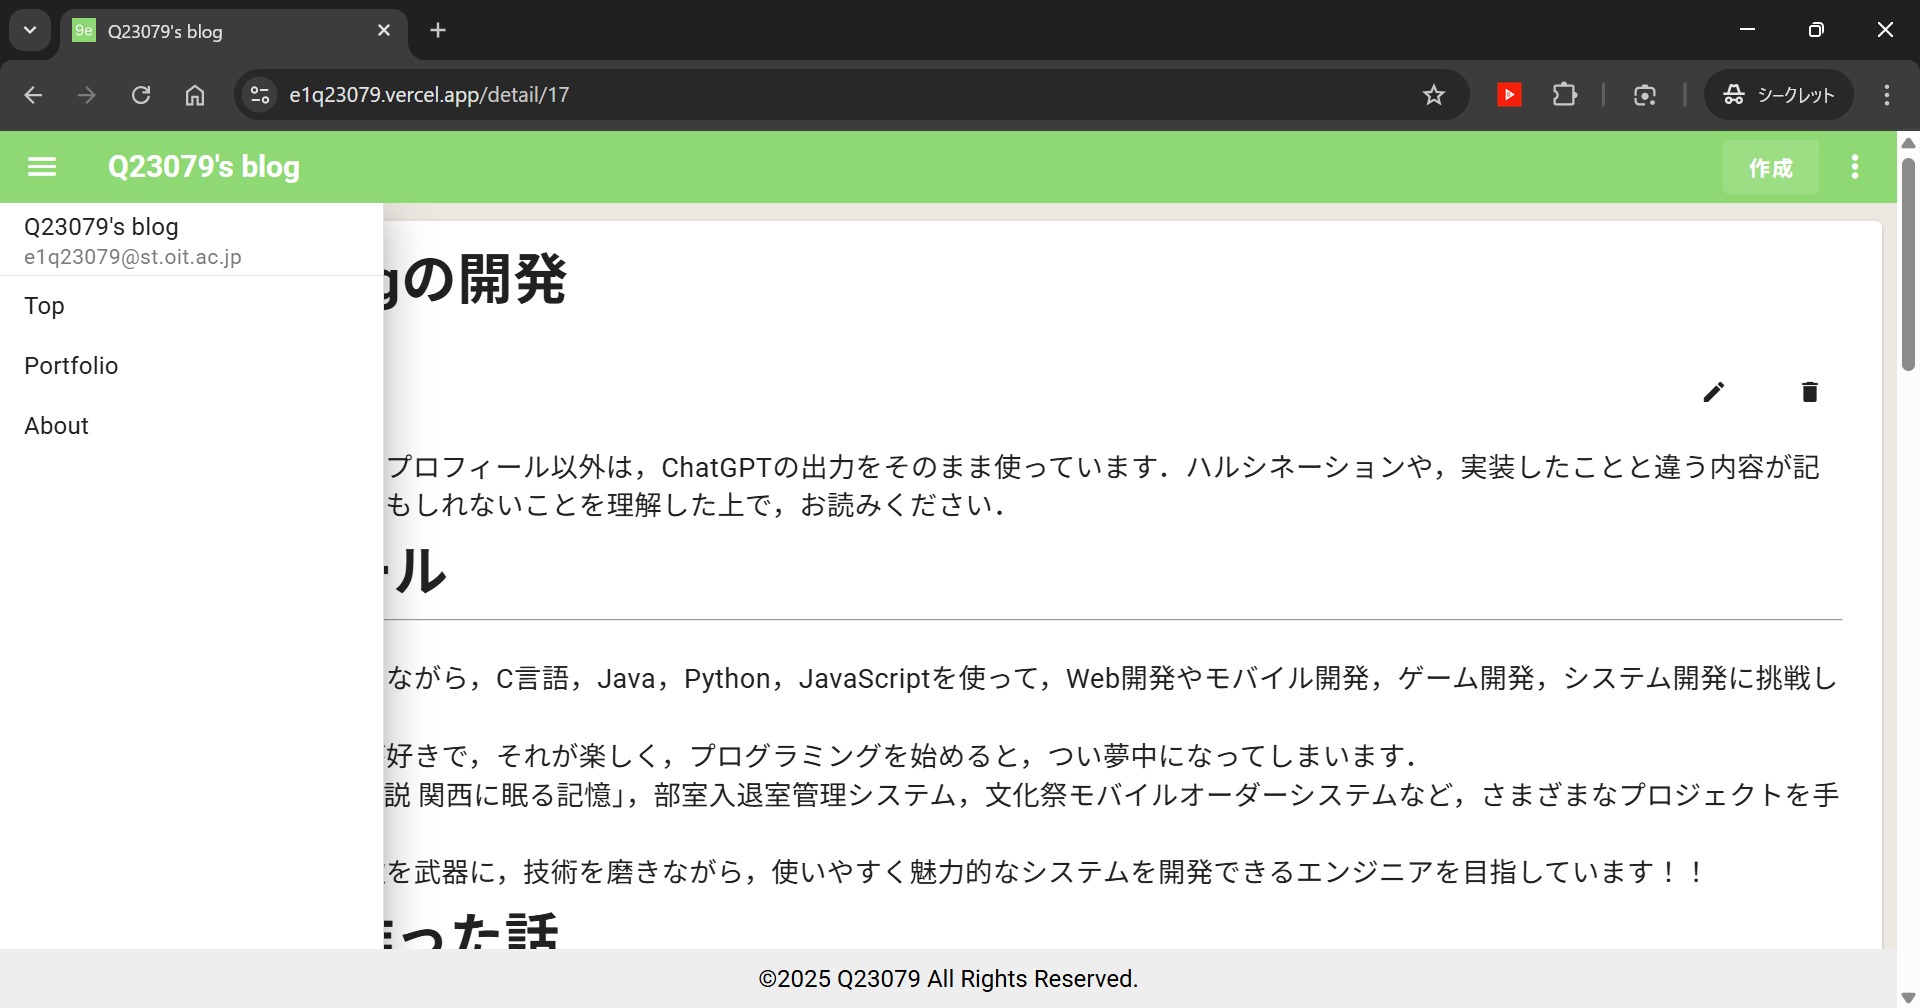 9e Q23079's blog
e1q23079.vercel.app/detail/17
シークレット
Q23079's blog
作成
Q23079's blog
e1q23079@st.oit.ac.jp
Top
Portfolio
About
gの開発
プロフィール以外は，ChatGPTの出力をそのまま使っています．ハルシネーションや，実装したことと違う内容が記
もしれないことを理解した上で，お読みください．
ール
ながら，C言語，Java，Python，JavaScriptを使って，Web開発やモバイル開発，ゲーム開発，システム開発に挑戦し
好きで，それが楽しく，プログラミングを始めると，つい夢中になってしまいます．
説 関西に眠る記憶」，部室入退室管理システム，文化祭モバイルオーダーシステムなど，さまざまなプロジェクトを手
を武器に，技術を磨きながら，使いやすく魅力的なシステムを開発できるエンジニアを目指しています！！
った話
©2025 Q23079 All Rights Reserved.